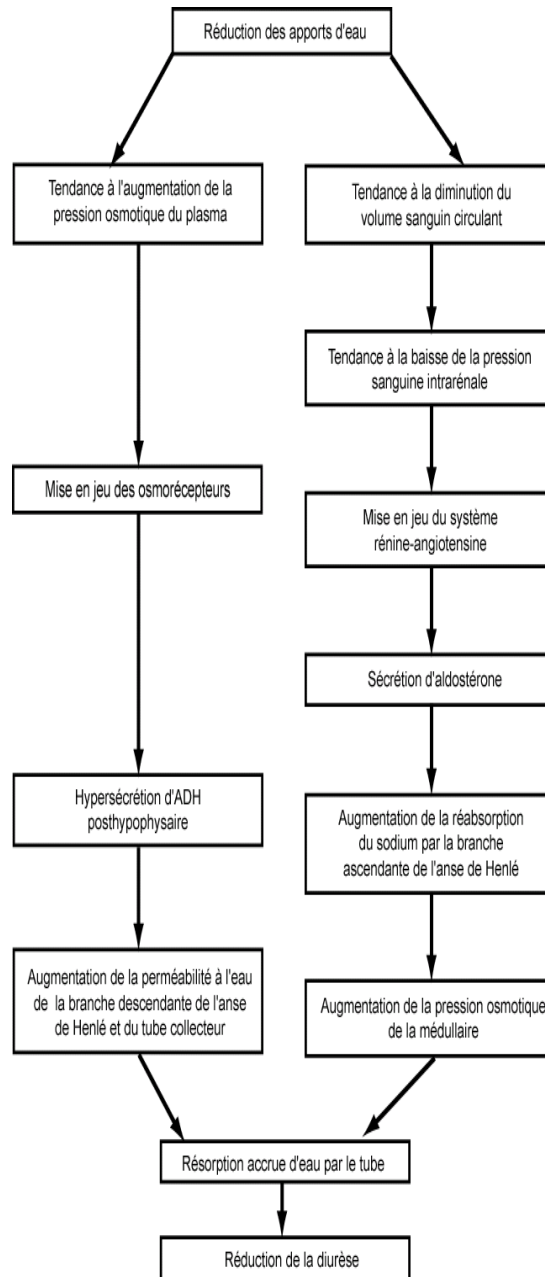 Réduction des apports d'eau
Tendance à l'augmentation de la
pression osmotique du plasma
Tendance à la diminution du
volume sanguin circulant
Tendance à la baisse de la pression
sanguine intrarénale
Mise en jeu des osmorécepteurs
Mise en jeu du système
rénine-angiotensine
Sécrétion d'aldostérone
Hypersécrétion d'ADH
posthypophysaire
Augmentation de la réabsorption
du sodium par la branche
ascendante de l'anse de Henlé
Augmentation de la perméabilité à l'eau
de la branche descendante de l'anse
de Henlé et du tube collecteur
Augmentation de la pression osmotique
de la médullaire
Résorption accrue d'eau par le tube
Réduction de la diurèse